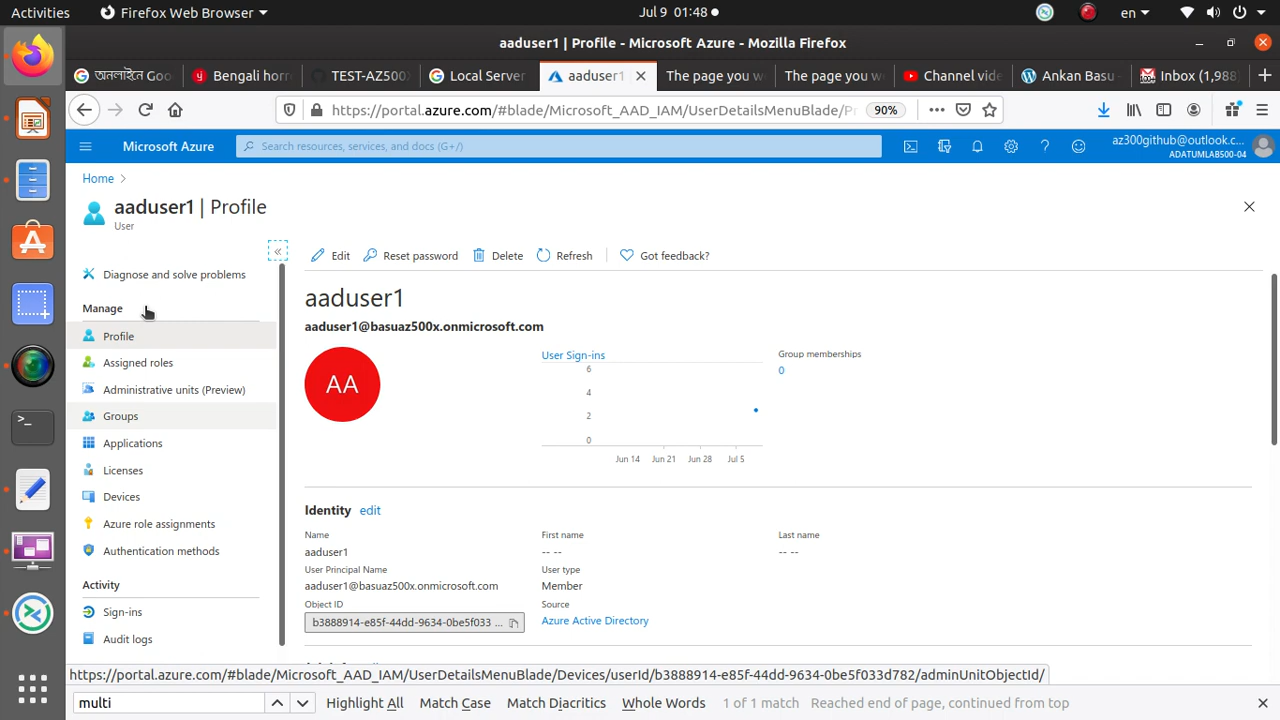 Activities
Firefox Web Browser
Jul 9 01:48
en
aaduser1 | Profile - Microsoft Azure - Mozilla Firefox
অনলাইন Goo
Bengali horr
TEST-AZ500
Local Server
aaduser1
The page you w
The page you w
Channel vide
Ankan Basu -
Inbox (1,988)
https://portal.azure.com/#blade/Microsoft_AAD_IAM/UserDetailsMenuBlade/Pr
90%
Microsoft Azure
Search resources, services, and docs (G+/)
az300github@outlook.c...
ADATUMLAB500-04
Home
aaduser1 | Profile
User
Diagnose and solve problems
Manage
Profile
Assigned roles
Administrative units (Preview)
Groups
Applications
Licenses
Devices
Azure role assignments
Authentication methods
Activity
Sign-ins
Audit logs
Edit
Reset password
Delete
Refresh
Got feedback?
aaduser1
aaduser1@basuaz500x.onmicrosoft.com
AA
User Sign-ins
6
4
2
0
Jun 14 Jun 21 Jun 28 Jul 5
Group memberships
0
Identity edit
Name
aaduser1
First name
-- --
Last name
-- --
User Principal Name
aaduser1@basuaz500x.onmicrosoft.com
User type
Member
Object ID
b3888914-e85f-44dd-9634-0be5f033 ...
Source
Azure Active Directory
https://portal.azure.com/#blade/Microsoft_AAD_IAM/UserDetailsMenuBlade/Devices/userId/b3888914-e85f-44dd-9634-0be5f033d782/adminUnitObjectId/
multi
Highlight All
Match Case
Match Diacritics
Whole Words
1 of 1 match
Reached end of page, continued from top